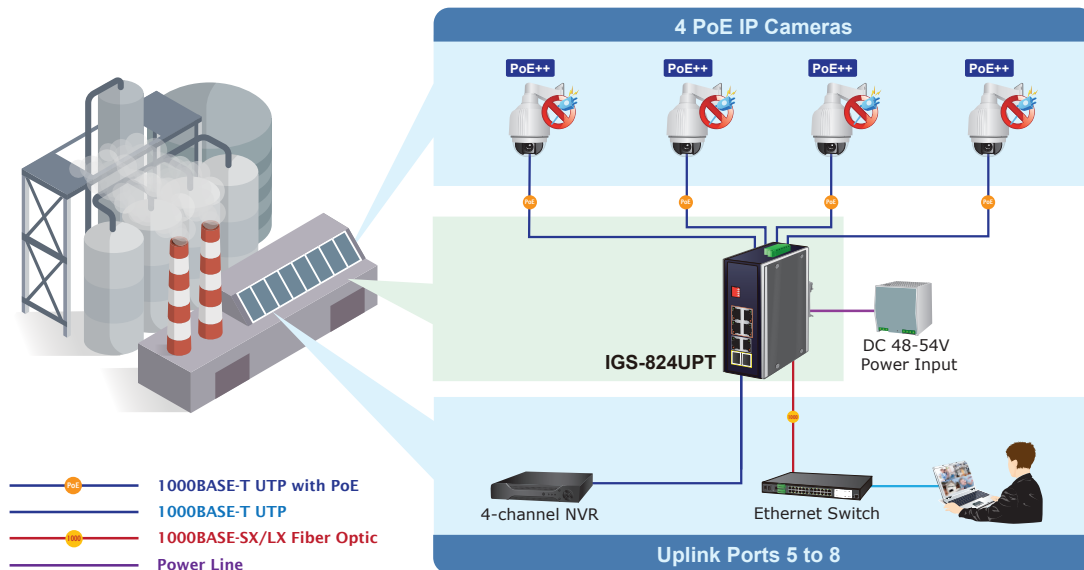 4 PoE IP Cameras
PoE++
PoE++
PoE++
PoE++
PoE
PoE
PoE
PoE
IGS-824UPT
DC 48-54V
Power Input
1000
4-channel NVR
Ethernet Switch
Uplink Ports 5 to 8
PoE
1000BASE-T UTP with PoE
1000BASE-T UTP
1000
1000BASE-SX/LX Fiber Optic
Power Line